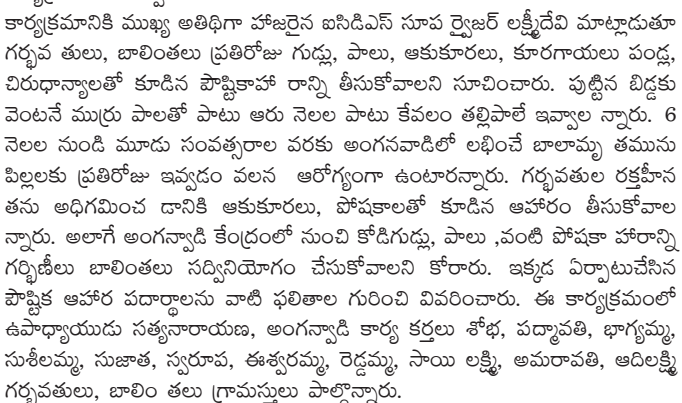 కార్యక్రమానికి ముఖ్య అతిథిగా హాజరైన ఐసిడిఎస్ సూప ర్వైజర్ లక్ష్మీదేవి మాట్లాడుతూ
గర్భవ తులు, బాలింతలు ప్రతిరోజు గుడ్లు, పాలు, ఆకుకూరలు, కూరగాయలు పండ్ల,
చిరుధాన్యాలతో కూడిన పౌష్టికాహా రాన్ని తీసుకోవాలని సూచించారు. పుట్టిన బిడ్డకు
వెంటనే ముర్రు పాలతో పాటు ఆరు నెలల పాటు కేవలం తల్లిపాలే ఇవ్వాల న్నారు. 6
నెలల నుండి మూడు సంవత్సరాల వరకు అంగనవాడిలో లభించే బాలామృ తమును
పిల్లలకు ప్రతిరోజు ఇవ్వడం వలన ఆరోగ్యంగా ఉంటారన్నారు. గర్భవతుల రక్తహీన
తను అధిగమించ డానికి ఆకుకూరలు, పోషకాలతో కూడిన ఆహారం తీసుకోవాల
న్నారు. అలాగే అంగన్వాడి కేంద్రంలో నుంచి కోడిగుడ్లు, పాలు ,వంటి పోషకా హారాన్ని
గర్భిణీలు బాలింతలు సద్వినియోగం చేసుకోవాలని కోరారు. ఇక్కడ ఏర్పాటుచేసిన
పౌష్టిక ఆహార పదార్థాలను వాటి ఫలితాల గురించి వివరించారు. ఈ కార్యక్రమంలో
ఉపాధ్యాయుడు సత్యనారాయణ, అంగన్వాడి కార్య కర్తలు శోభ, పద్మావతి, భాగ్యమ్మ,
సుశీలమ్మ, సుజాత, స్వరూప, ఈశ్వరమ్మ, రెడ్డమ్మ, సాయి లక్ష్మి, అమరావతి, ఆదిలక్ష్మి
గర్భవతులు, బాలిం తలు గ్రామస్తులు పాల్గొన్నారు.